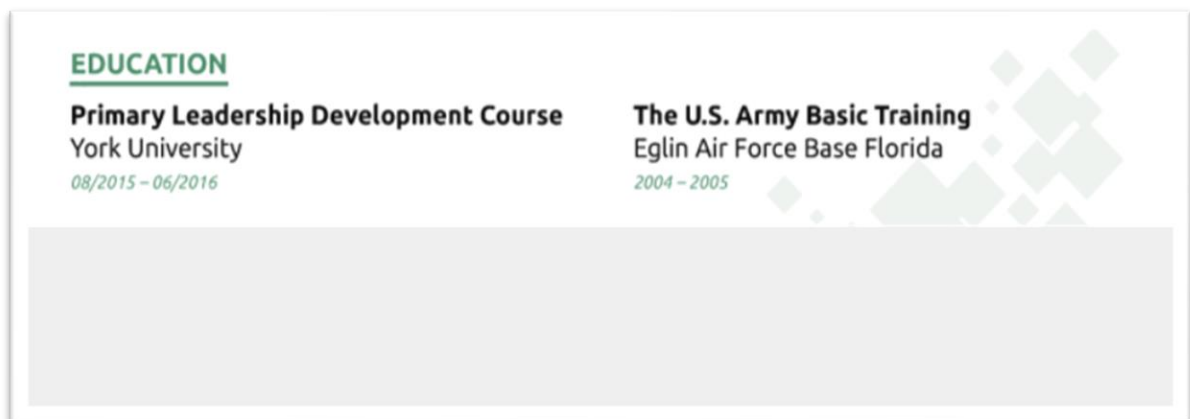 EDUCATION
Primary Leadership Development Course
York University
08/2015 – 06/2016
The U.S. Army Basic Training
Eglin Air Force Base Florida
2004 – 2005